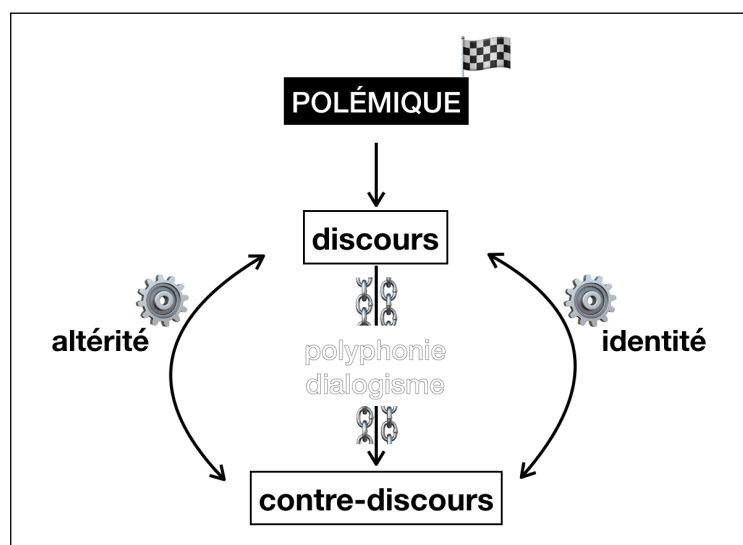 POLÉMIQUE
discours
altérité
identité
polyphonie
dialogisme
contre-discours